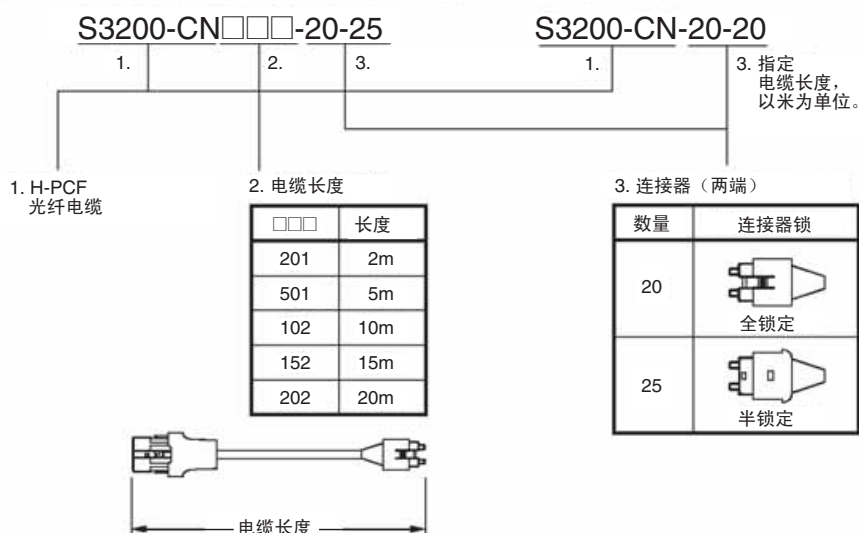 S3200-CN□□□-20-25
S3200-CN-20-20
1.
2.
3.
1.
3. 指定
电缆长度，
以米为单位。
1. H-PCF
光纤电缆
2. 电缆长度
□□□ 长度
201 2m
501 5m
102 10m
152 15m
202 20m
3. 连接器（两端）
数量 连接器锁
20
全锁定
25
半锁定
电缆长度